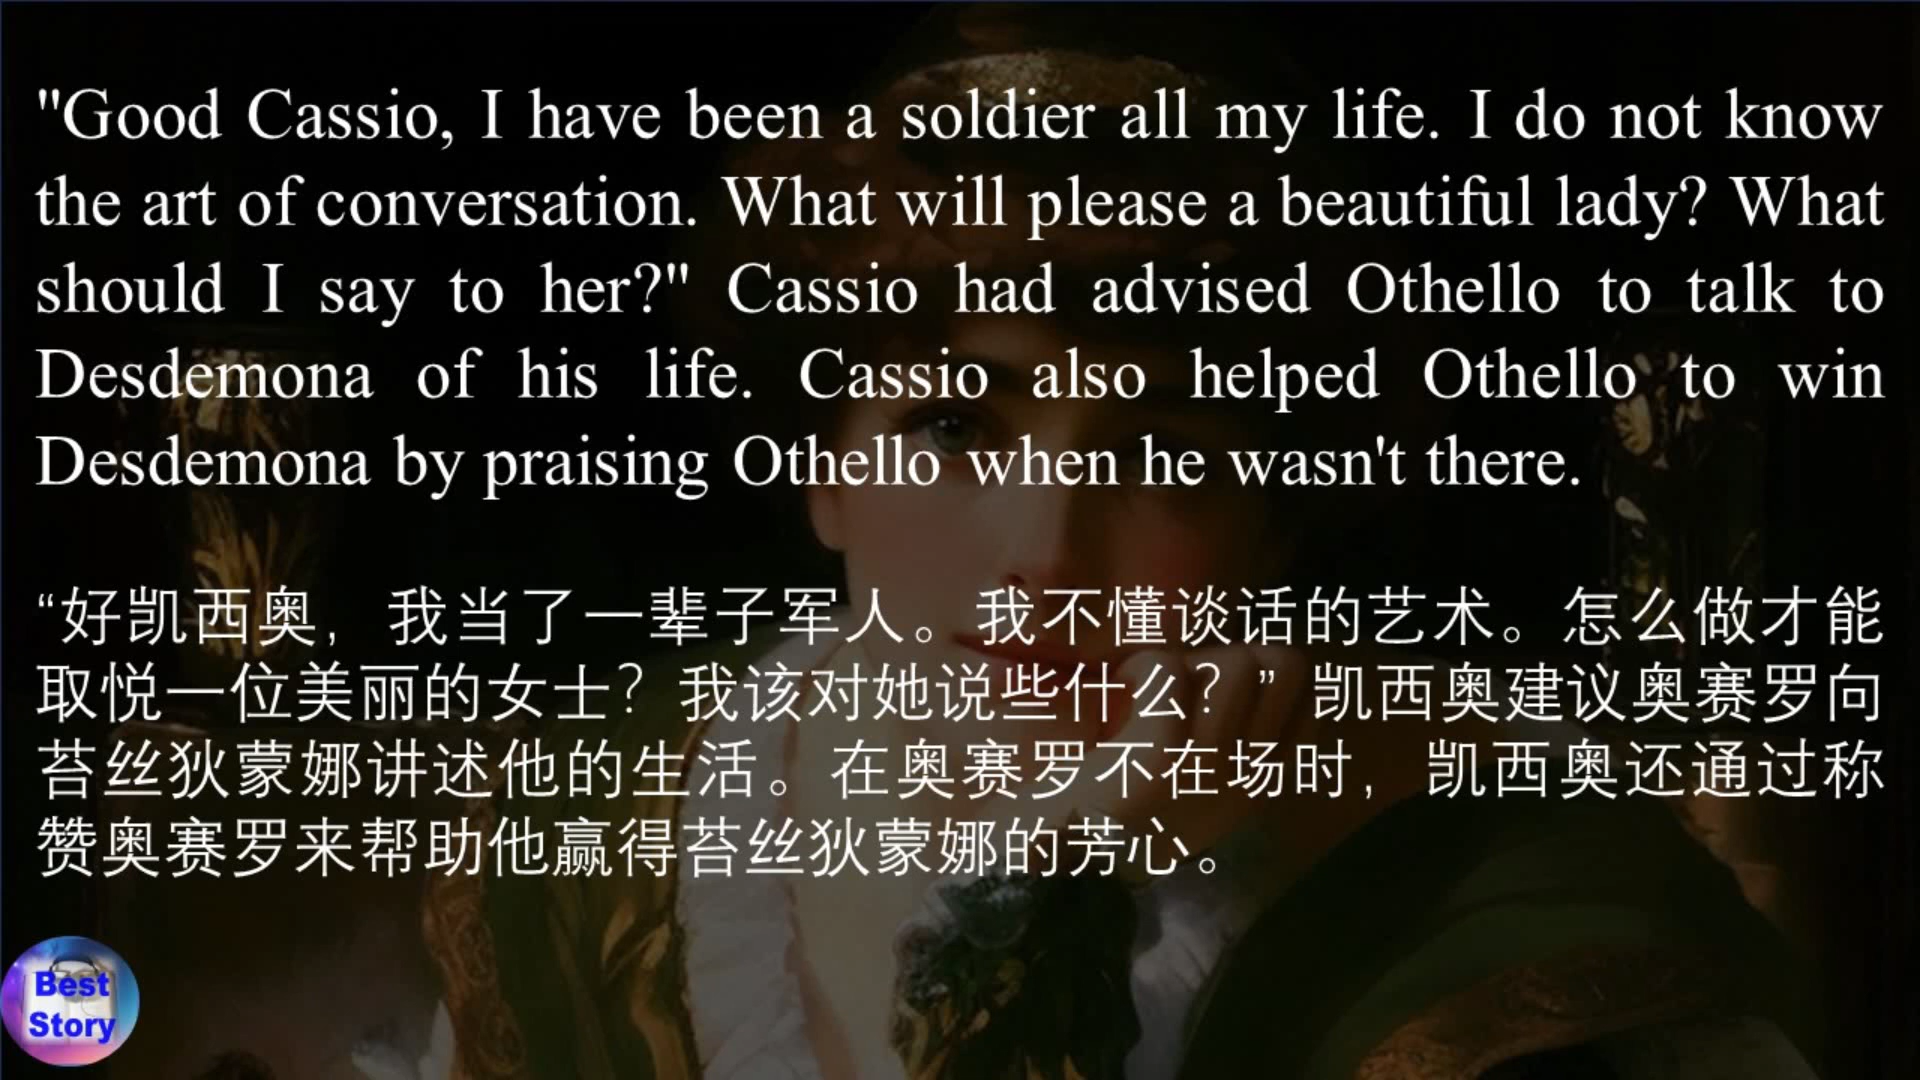 "Good Cassio, I have been a soldier all my life. I do not know
the art of conversation. What will please a beautiful lady? What
should I say to her?" Cassio had advised Othello to talk to
Desdemona of his life. Cassio also helped Othello to win
Desdemona by praising Othello when he wasn't there.
“好凯西奥，我当了一辈子军人。我不懂谈话的艺术。怎么做才能
取悦一位美丽的女士？我该对她说些什么？” 凯西奥建议奥赛罗向
苔丝狄蒙娜讲述他的生活。在奥赛罗不在场时，凯西奥还通过称
赞奥赛罗来帮助他赢得苔丝狄蒙娜的芳心。
Best
Story